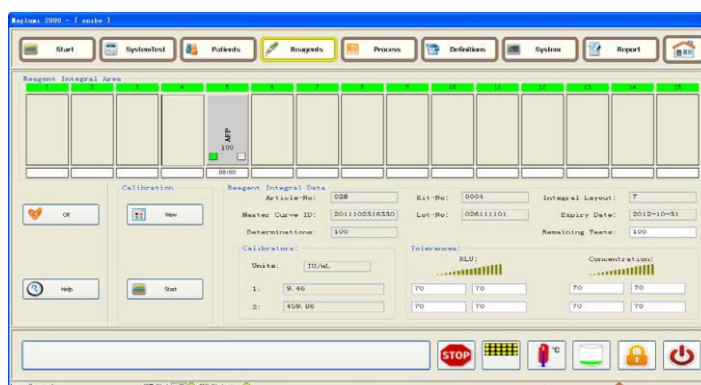 Maglumi 2000 - [ snibe ]
Start SystemTest Patients Reagents Process Definitions System Report
Reagent Integral Area
1 2 3 4 5 6 7 8 9 10 11 12 13 14 15
AFP
100
00:00
Calibration Reagent Integral Data
Article-No: 028 Kit-No: 0004 Integral Layout: 7
OK View Master Curve ID: 2011102316330 Lot-No: 026111101 Expiry Date: 2012-10-31
Determinations: 100 Remaining Tests: 100
Calibrators: Tolerances:
RLU: Concentration:
Units: IU/mL
Help Start 1: 9.46 70 70 70 70
2: 459.06 70 70 70 70
STOP °C